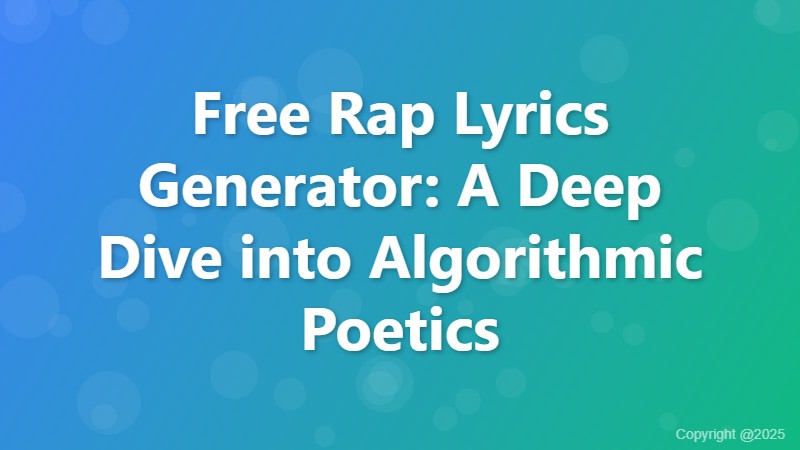 Free Rap Lyrics
Generator: A Deep
Dive into Algorithmic
Poetics
Copyright @2025